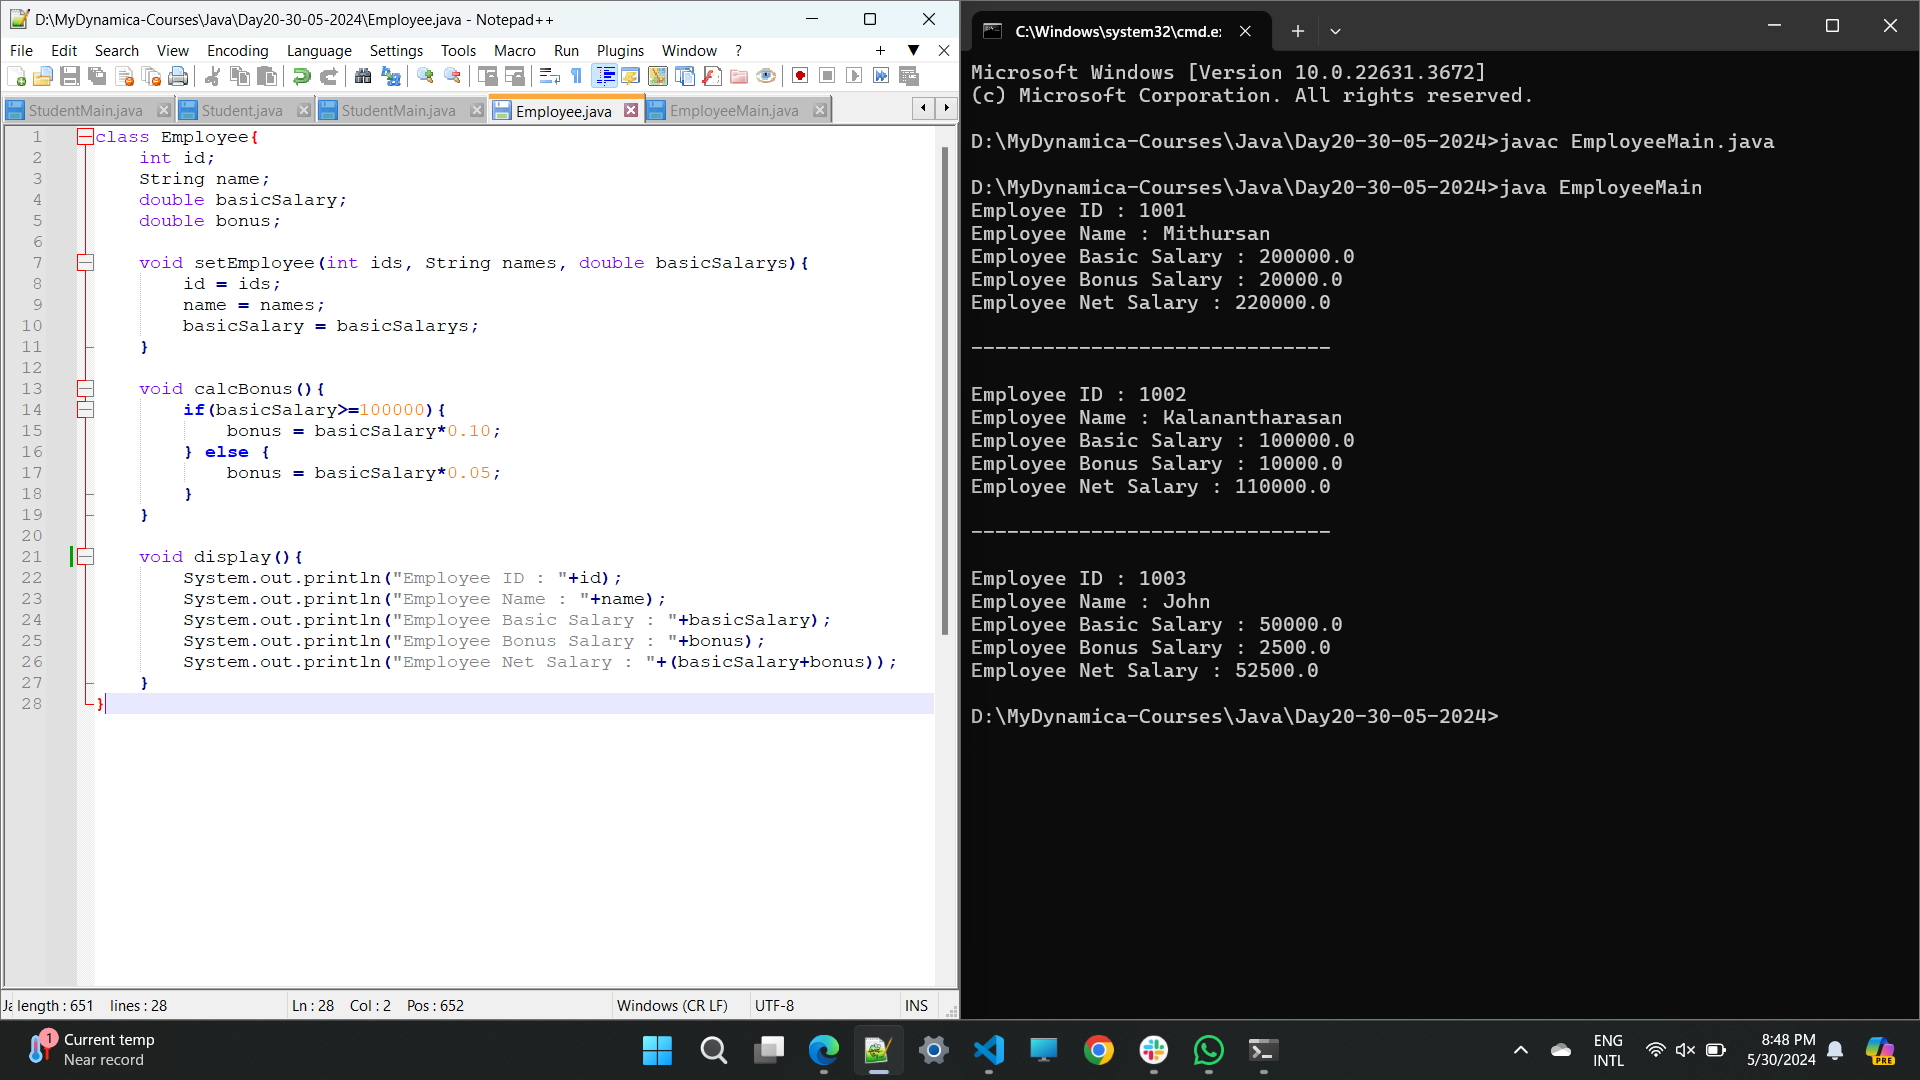 D:\MyDynamica-Courses\Java\Day20-30-05-2024\Employee.java - Notepad++
File Edit Search View Encoding Language Settings Tools Macro Run Plugins Window ?
StudentMain.java Student.java StudentMain.java Employee.java EmployeeMain.java
1 class Employee{
2 int id;
3 String name;
4 double basicSalary;
5 double bonus;
6
7 void setEmployee(int ids, String names, double basicSalarys){
8 id = ids;
9 name = names;
10 basicSalary = basicSalarys;
11 }
12
13 void calcBonus(){
14 if(basicSalary>=100000){
15 bonus = basicSalary*0.10;
16 } else {
17 bonus = basicSalary*0.05;
18 }
19 }
20
21 void display(){
22 System.out.println("Employee ID : "+id);
23 System.out.println("Employee Name : "+name);
24 System.out.println("Employee Basic Salary : "+basicSalary);
25 System.out.println("Employee Bonus Salary : "+bonus);
26 System.out.println("Employee Net Salary : "+(basicSalary+bonus));
27 }
28 }
length : 651 lines : 28 Ln : 28 Col : 2 Pos : 652 Windows (CR LF) UTF-8 INS
C:\Windows\system32\cmd.e
Microsoft Windows [Version 10.0.22631.3672]
(c) Microsoft Corporation. All rights reserved.
D:\MyDynamica-Courses\Java\Day20-30-05-2024>javac EmployeeMain.java
D:\MyDynamica-Courses\Java\Day20-30-05-2024>java EmployeeMain
Employee ID : 1001
Employee Name : Mithursan
Employee Basic Salary : 200000.0
Employee Bonus Salary : 20000.0
Employee Net Salary : 220000.0
------------------------------
Employee ID : 1002
Employee Name : Kalanantharasan
Employee Basic Salary : 100000.0
Employee Bonus Salary : 10000.0
Employee Net Salary : 110000.0
------------------------------
Employee ID : 1003
Employee Name : John
Employee Basic Salary : 50000.0
Employee Bonus Salary : 2500.0
Employee Net Salary : 52500.0
D:\MyDynamica-Courses\Java\Day20-30-05-2024>
1
Current temp
Near record
ENG
INTL
8:48 PM
5/30/2024
PRE